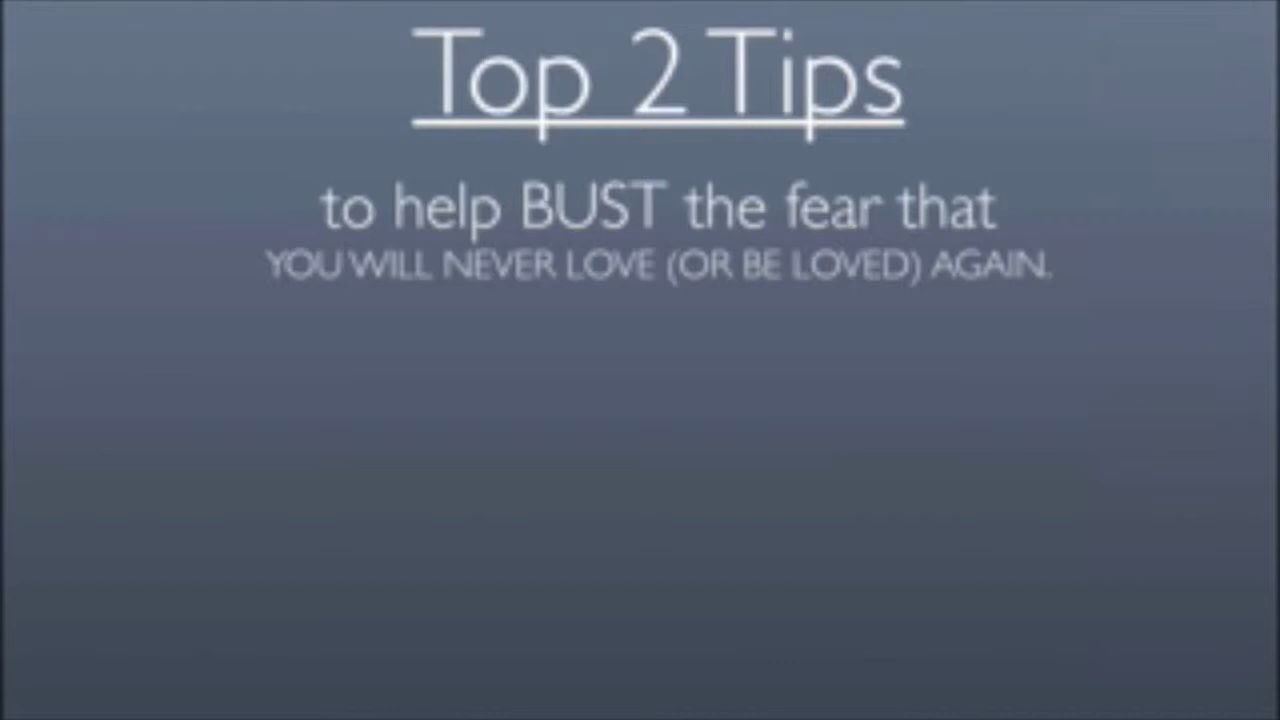 Top 2 Tips
to help BUST the fear that
YOU WILL NEVER LOVE (OR BE LOVED) AGAIN.